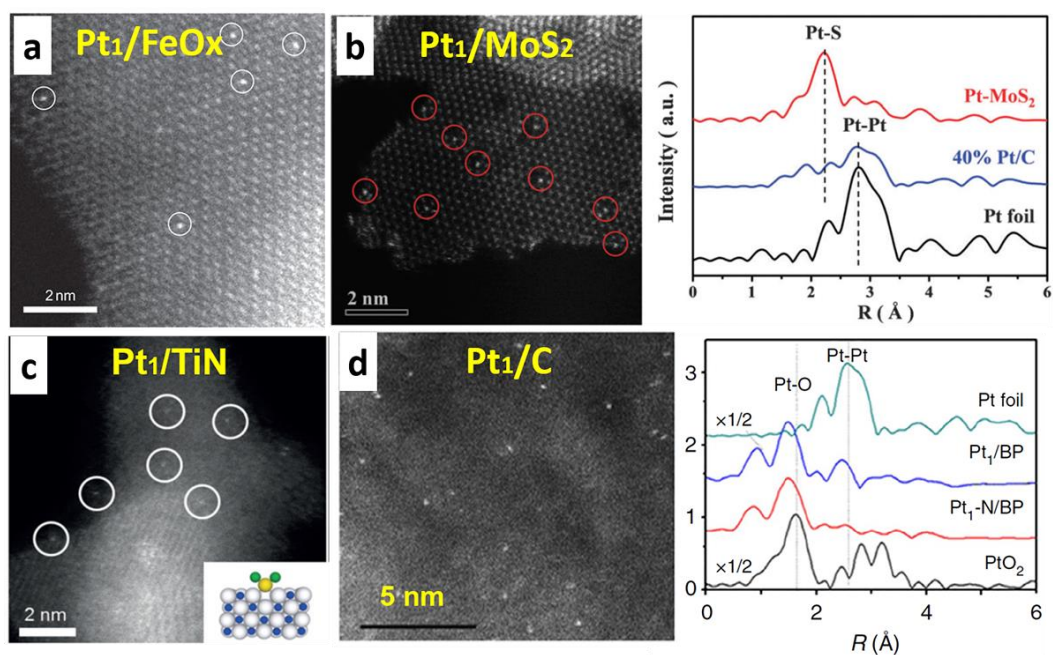 a
Pt1/FeOx
2 nm
b
Pt1/MoS2
2 nm
Intensity ( a.u. )
Pt-S
Pt-MoS2
Pt-Pt
40% Pt/C
Pt foil
0 1 2 3 4 5 6
R ( Å )
c
Pt1/TiN
2 nm
d
Pt1/C
5 nm
3
2
1
0
Pt-Pt
Pt-O
Pt foil
×1/2
Pt1/BP
Pt1-N/BP
×1/2
PtO2
0 2 4 6
R (Å)